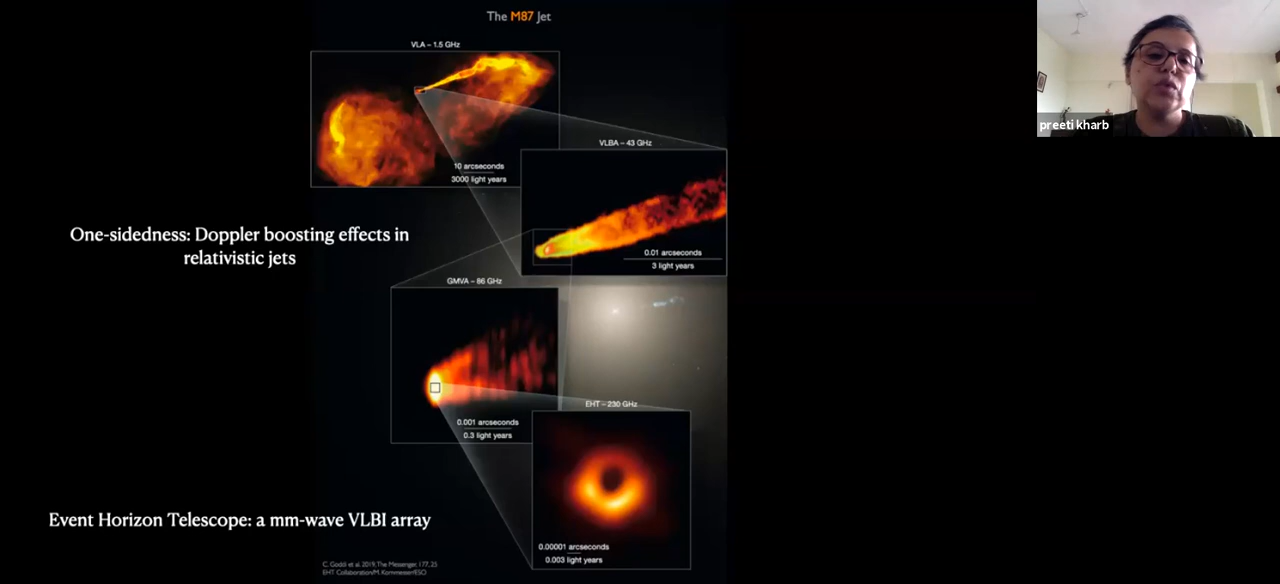 The M87 Jet
VLA – 1.5 GHz
10 arcseconds
3000 light years
VLBA – 43 GHz
0.01 arcseconds
3 light years
One-sidedness: Doppler boosting effects in
relativistic jets
GMVA – 86 GHz
0.001 arcseconds
0.3 light years
EHT – 230 GHz
0.00001 arcseconds
0.003 light years
Event Horizon Telescope: a mm-wave VLBI array
C. Goddi et al. 2019, The Messenger, 177, 25
EHT Collaboration/M. Kornmesser/ESO
preeti kharb